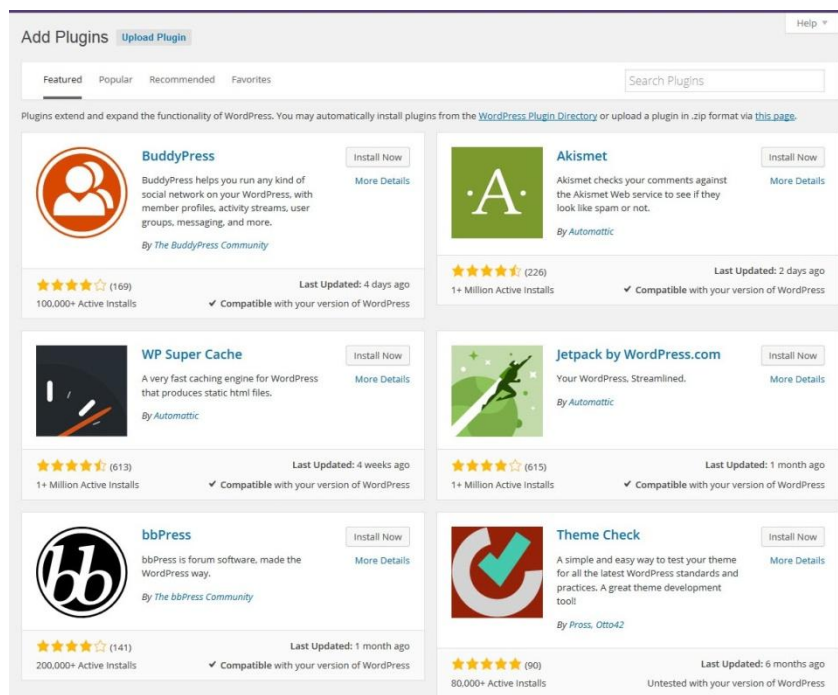 Help
Add Plugins Upload Plugin
Featured Popular Recommended Favorites Search Plugins
Plugins extend and expand the functionality of WordPress. You may automatically install plugins from the WordPress Plugin Directory or upload a plugin in .zip format via this page.
BuddyPress
Install Now
BuddyPress helps you run any kind of
More Details
social network on your WordPress, with
member profiles, activity streams, user
groups, messaging, and more.
By The BuddyPress Community
(169) Last Updated: 4 days ago
100,000+ Active Installs ✔ Compatible with your version of WordPress
·A·
Akismet
Install Now
Akismet checks your comments against
More Details
the Akismet Web service to see if they
look like spam or not.
By Automattic
(226) Last Updated: 2 days ago
1+ Million Active Installs ✔ Compatible with your version of WordPress
WP Super Cache
Install Now
A very fast caching engine for WordPress
More Details
that produces static html files.
By Automattic
(613) Last Updated: 4 weeks ago
1+ Million Active Installs ✔ Compatible with your version of WordPress
Jetpack by WordPress.com
Install Now
Your WordPress, Streamlined.
More Details
By Automattic
(615) Last Updated: 1 month ago
1+ Million Active Installs ✔ Compatible with your version of WordPress
bb
bbPress
Install Now
bbPress is forum software, made the
More Details
WordPress way.
By The bbPress Community
(141) Last Updated: 1 month ago
200,000+ Active Installs ✔ Compatible with your version of WordPress
Theme Check
Install Now
A simple and easy way to test your theme
More Details
for all the latest WordPress standards and
practices. A great theme development
tool!
By Pross, Otto42
(90) Last Updated: 6 months ago
80,000+ Active Installs Untested with your version of WordPress